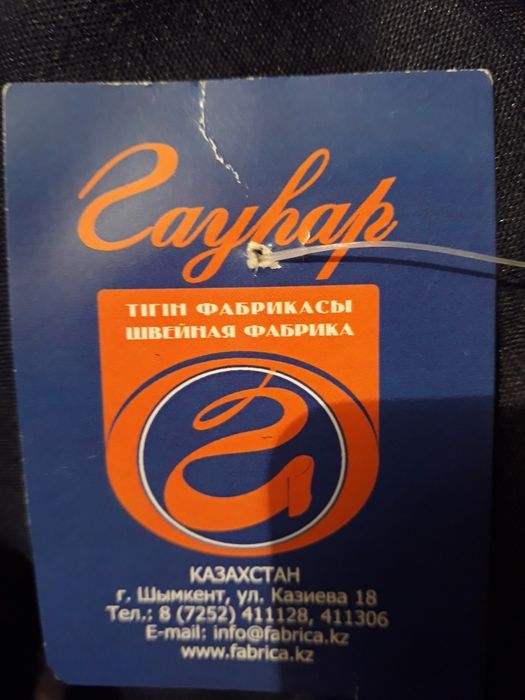 Гауһар
ТІГІН ФАБРИКАСЫ
ШВЕЙНАЯ ФАБРИКА
КАЗАХСТАН
г. Шымкент, ул. Казиева 18
Тел.: 8 (7252) 411128, 411306
E-mail: info@fabrica.kz
www.fabrica.kz